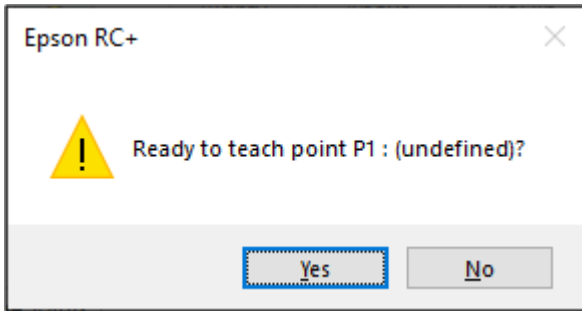 Epson RC+
Ready to teach point P1 : (undefined)?
Yes
No